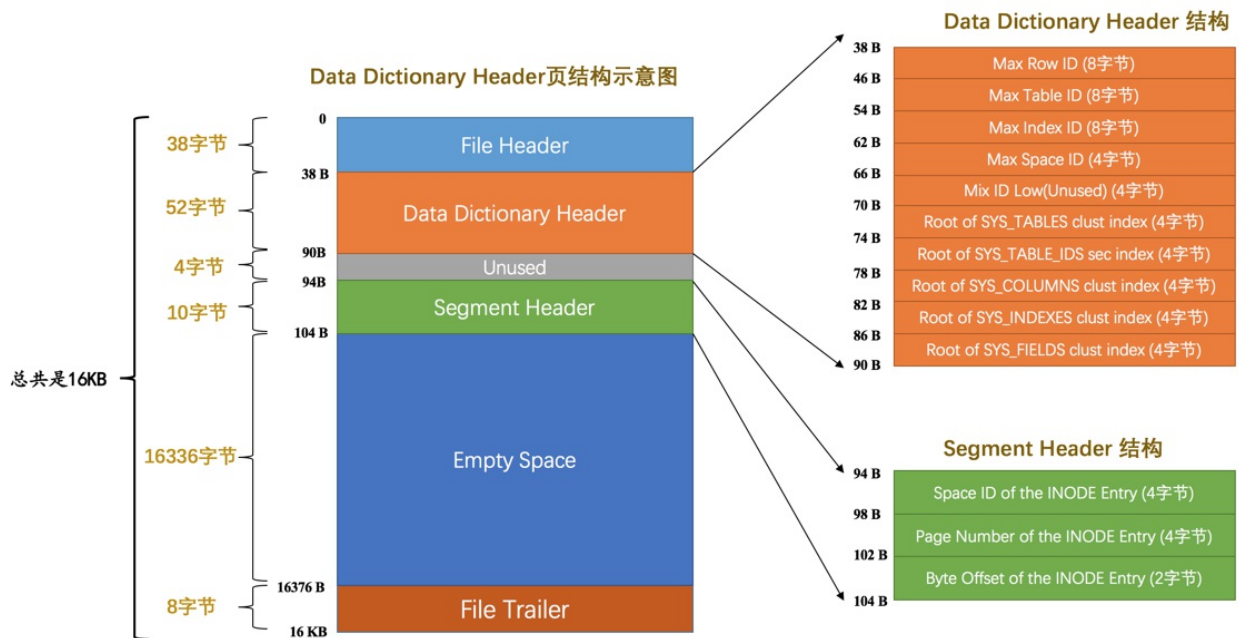 Data Dictionary Header页结构示意图
总共是16KB
38字节
52字节
4字节
10字节
16336字节
8字节
0
38 B
90B
94B
104 B
16376 B
16 KB
File Header
Data Dictionary Header
Unused
Segment Header
Empty Space
File Trailer
Data Dictionary Header 结构
38 B
Max Row ID (8字节)
46 B
Max Table ID (8字节)
54 B
Max Index ID (8字节)
62 B
Max Space ID (4字节)
66 B
Mix ID Low(Unused) (4字节)
70 B
Root of SYS_TABLES clust index (4字节)
74 B
Root of SYS_TABLE_IDS sec index (4字节)
78 B
Root of SYS_COLUMNS clust index (4字节)
82 B
Root of SYS_INDEXES clust index (4字节)
86 B
Root of SYS_FIELDS clust index (4字节)
90 B
Segment Header 结构
94 B
Space ID of the INODE Entry (4字节)
98 B
Page Number of the INODE Entry (4字节)
102 B
Byte Offset of the INODE Entry (2字节)
104 B